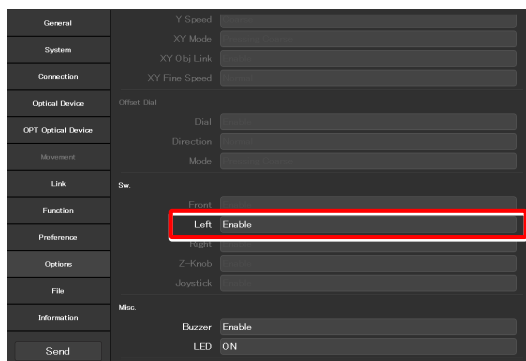 General
System
Connection
Optical Device
OPT Optical Device
Movement
Link
Function
Preference
Options
File
Information
Send
Y Speed
XY Mode
XY Obj Link
XY Fine Speed
Offset Dial
Dial
Direction
Mode
Sw.
Front
Left Enable
Right
Z-Knob
Joystick
Misc.
Buzzer Enable
LED ON